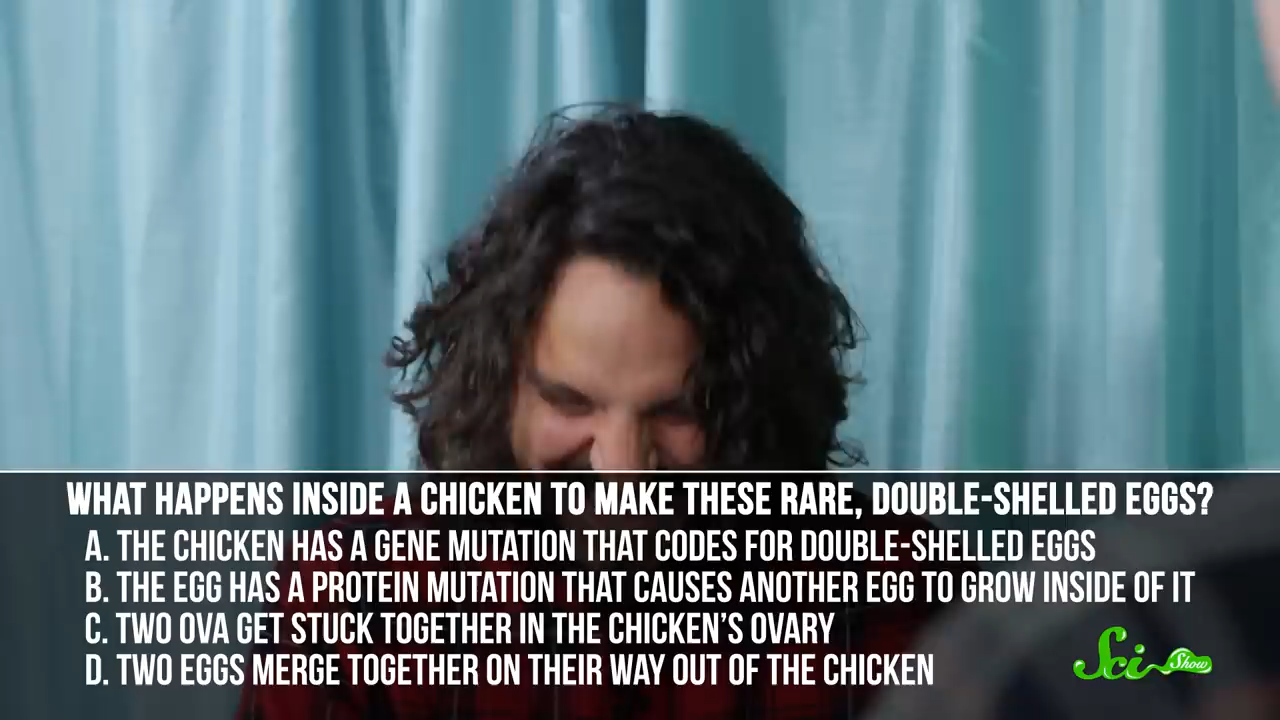 WHAT HAPPENS INSIDE A CHICKEN TO MAKE THESE RARE, DOUBLE-SHELLED EGGS?
A. THE CHICKEN HAS A GENE MUTATION THAT CODES FOR DOUBLE-SHELLED EGGS
B. THE EGG HAS A PROTEIN MUTATION THAT CAUSES ANOTHER EGG TO GROW INSIDE OF IT
C. TWO OVA GET STUCK TOGETHER IN THE CHICKEN'S OVARY
D. TWO EGGS MERGE TOGETHER ON THEIR WAY OUT OF THE CHICKEN
Sci Show